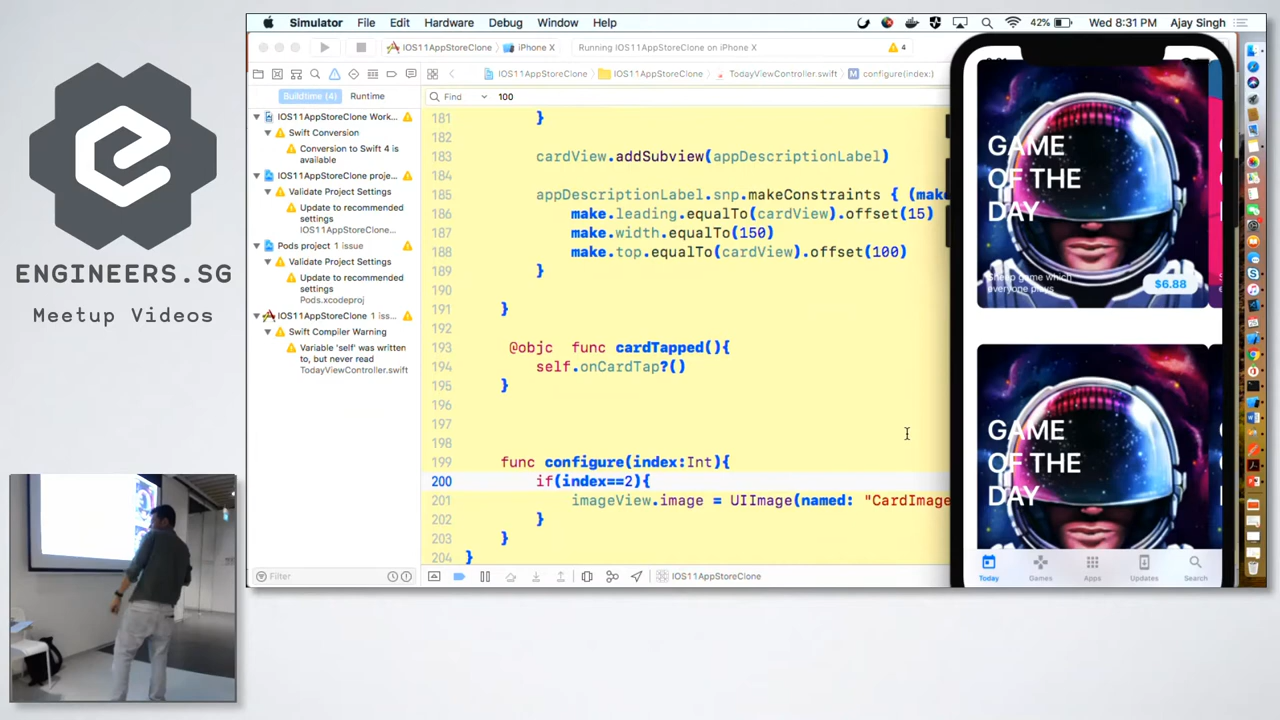 ENGINEERS.SG
Meetup Videos
Simulator File Edit Hardware Debug Window Help
42% Wed 8:31 PM Ajay Singh
IOS11AppStoreClone iPhone X Running IOS11AppStoreClone on iPhone X 4
IOS11AppStoreClone IOS11AppStoreClone TodayViewController.swift M configure(index:)
Buildtime (4) Runtime
Find 100
IOS11AppStoreClone Work...
Swift Conversion
Conversion to Swift 4 is
available
IOS11AppStoreClone proje...
Validate Project Settings
Update to recommended
settings
IOS11AppStoreClone...
Pods project 1 issue
Validate Project Settings
Update to recommended
settings
Pods.xcodeproj
IOS11AppStoreClone 1 iss...
Swift Compiler Warning
Variable 'self' was written
to, but never read
TodayViewController.swift
Filter
181 }
182
183 cardView.addSubview(appDescriptionLabel)
184
185 appDescriptionLabel.snp.makeConstraints { (make
186 make.leading.equalTo(cardView).offset(15)
187 make.width.equalTo(150)
188 make.top.equalTo(cardView).offset(100)
189 }
190
191 }
192
193 @objc func cardTapped(){
194 self.onCardTap?()
195 }
196
197
198
199 func configure(index:Int){
200 if(index==2){
201 imageView.image = UIImage(named: "CardImage
202 }
203 }
204 }
IOS11AppStoreClone
GAME
OF THE
DAY
Sheep game which
everyone plays
$6.88
GAME
OF THE
DAY
Today Games Apps Updates Search